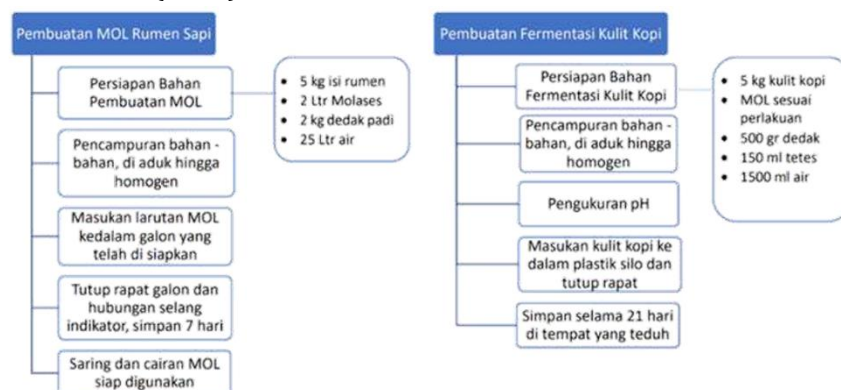 Pembuatan MOL Rumen Sapi
Persiapan Bahan
Pembuatan MOL
• 5 kg isi rumen
• 2 Ltr Molases
• 2 kg dedak padi
• 25 Ltr air
Pencampuran bahan -
bahan, di aduk hingga
homogen
Masukan larutan MOL
kedalam galon yang
telah di siapkan
Tutup rapat galon dan
hubungan selang
indikator, simpan 7 hari
Saring dan cairan MOL
siap digunakan
Pembuatan Fermentasi Kulit Kopi
Persiapan Bahan
Fermentasi Kulit Kopi
• 5 kg kulit kopi
• MOL sesuai
perlakuan
• 500 gr dedak
• 150 ml tetes
• 1500 ml air
Pencampuran bahan -
bahan, di aduk hingga
homogen
Pengukuran pH
Masukan kulit kopi ke
dalam plastik silo dan
tutup rapat
Simpan selama 21 hari
di tempat yang teduh